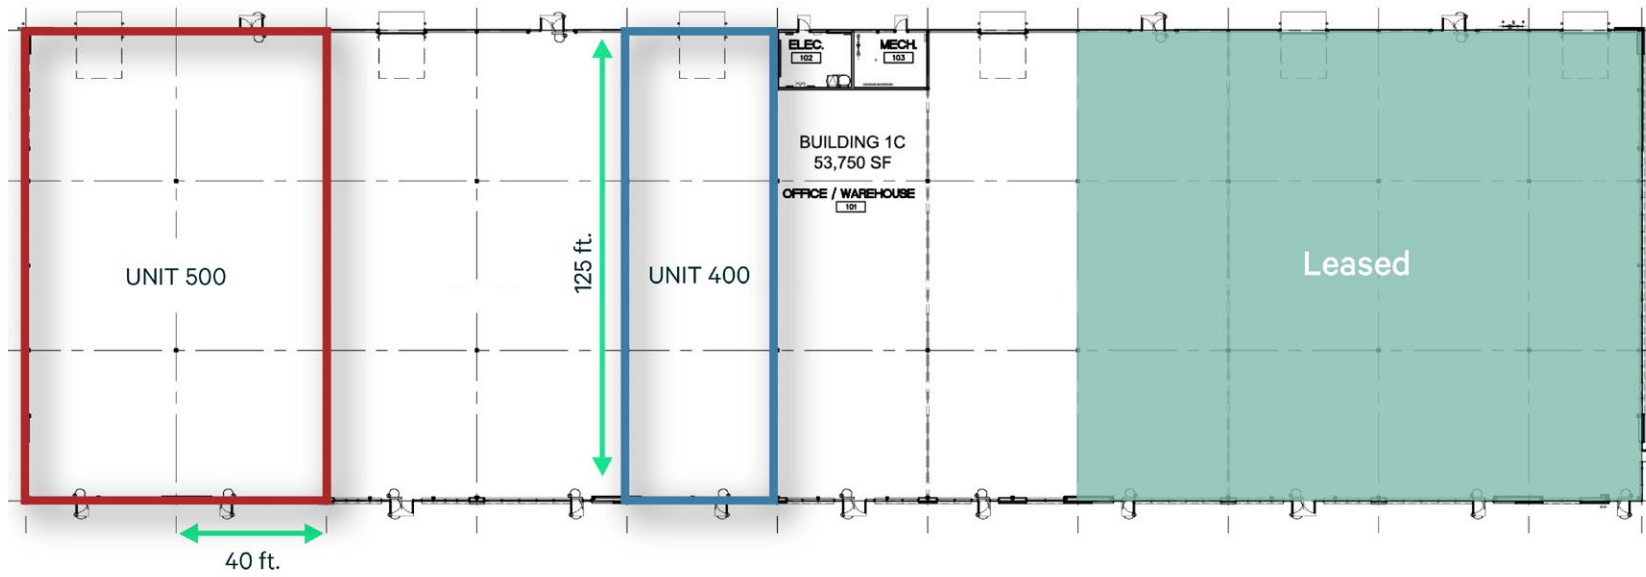 ELEC.
102
MECH.
103
BUILDING 1C
53,750 SF
OFFICE / WAREHOUSE
101
UNIT 500
125 ft.
UNIT 400
Leased
40 ft.